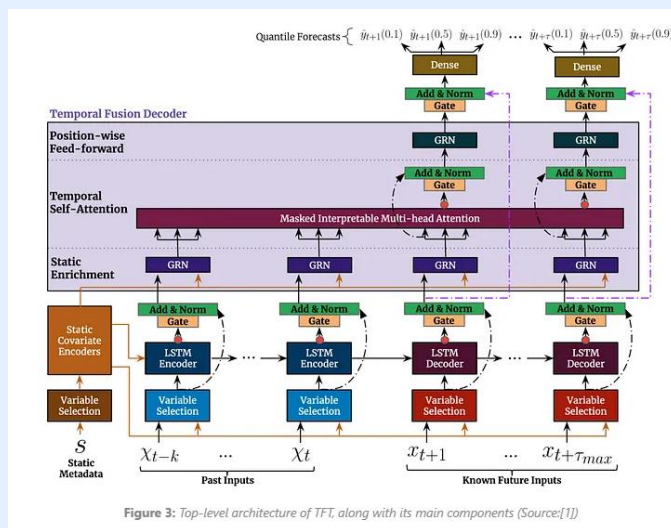 Quantile Forecasts { ŷt+1(0.1) ŷt+1(0.5) ŷt+1(0.9) ... ŷt+τ(0.1) ŷt+τ(0.5) ŷt+τ(0.9)
Dense Dense
Add & Norm Add & Norm
Gate Gate
Temporal Fusion Decoder
Position-wise
Feed-forward
GRN GRN
Add & Norm Add & Norm
Gate Gate
Temporal
Self-Attention
Masked Interpretable Multi-head Attention
Static
Enrichment
GRN GRN GRN GRN
Add & Norm Add & Norm Add & Norm Add & Norm
Gate Gate Gate Gate
Static
Covariate
Encoders
LSTM
Encoder
...
LSTM
Encoder
LSTM
Decoder
...
LSTM
Decoder
Variable
Selection
Variable
Selection
Variable
Selection
Variable
Selection
Variable
Selection
s χt−k ... χt xt+1 ... xt+τmax
Static
Metadata
Past Inputs Known Future Inputs
Figure 3: Top-level architecture of TFT, along with its main components (Source:[1])